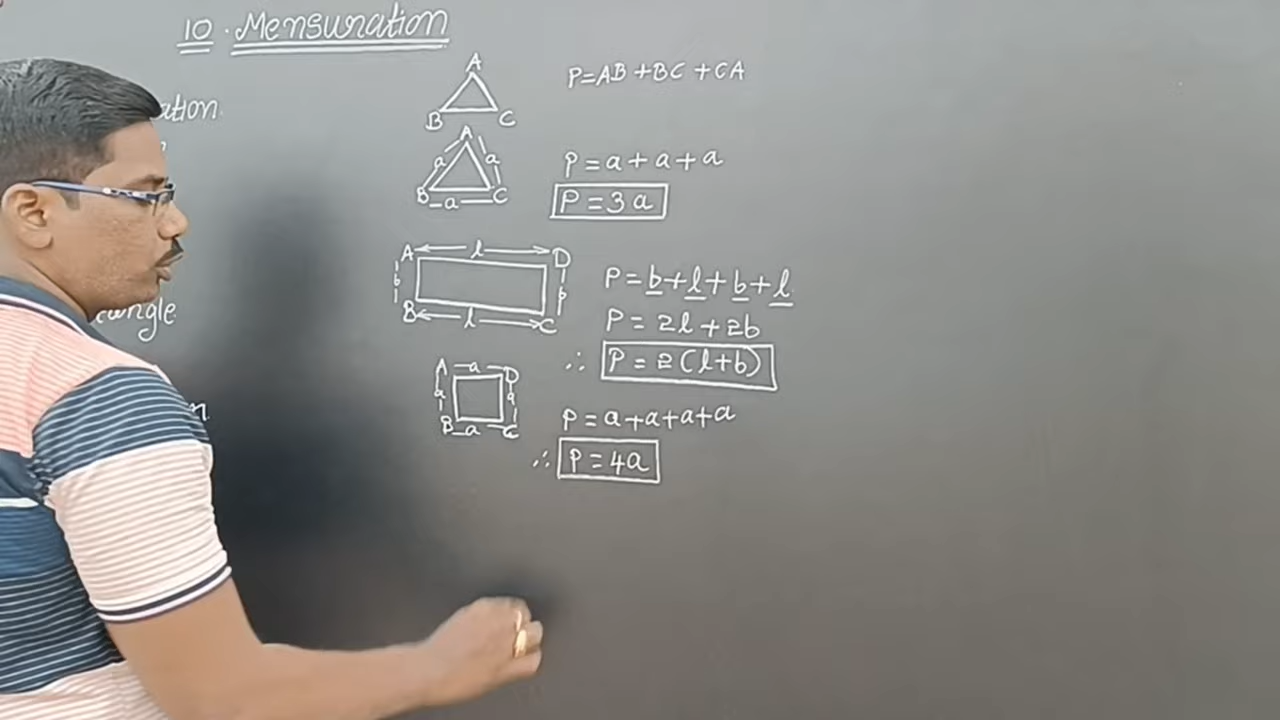 10. Mensuration
ation
A
B C
P=AB+BC+CA
A
a a
B a C
P = a + a + a
P = 3a
A l D
b b
B l C
P = b+l+b+l
P = 2l + 2b
∴ P = 2(l+b)
angle
A a D
a a
B a C
P = a+a+a+a
∴ P = 4a
n